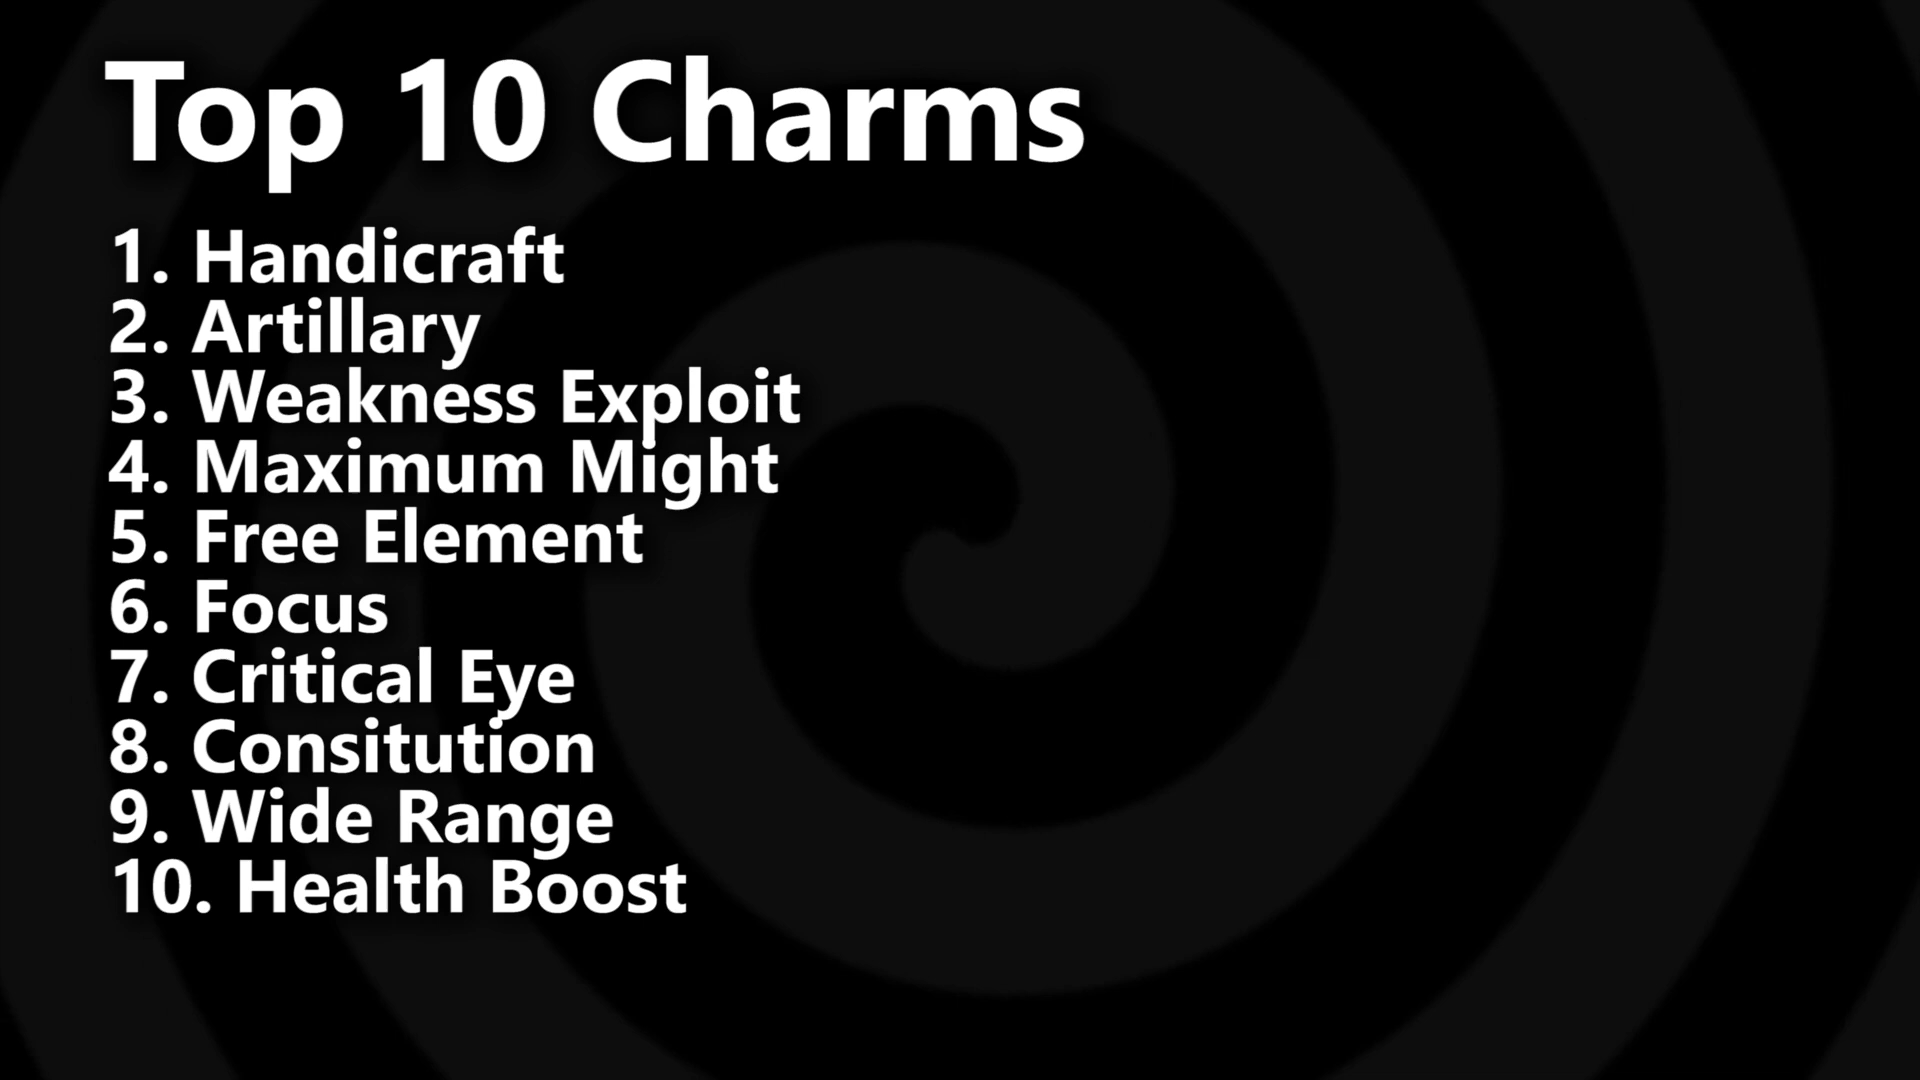 Top 10 Charms
1. Handicraft
2. Artillary
3. Weakness Exploit
4. Maximum Might
5. Free Element
6. Focus
7. Critical Eye
8. Consitution
9. Wide Range
10. Health Boost